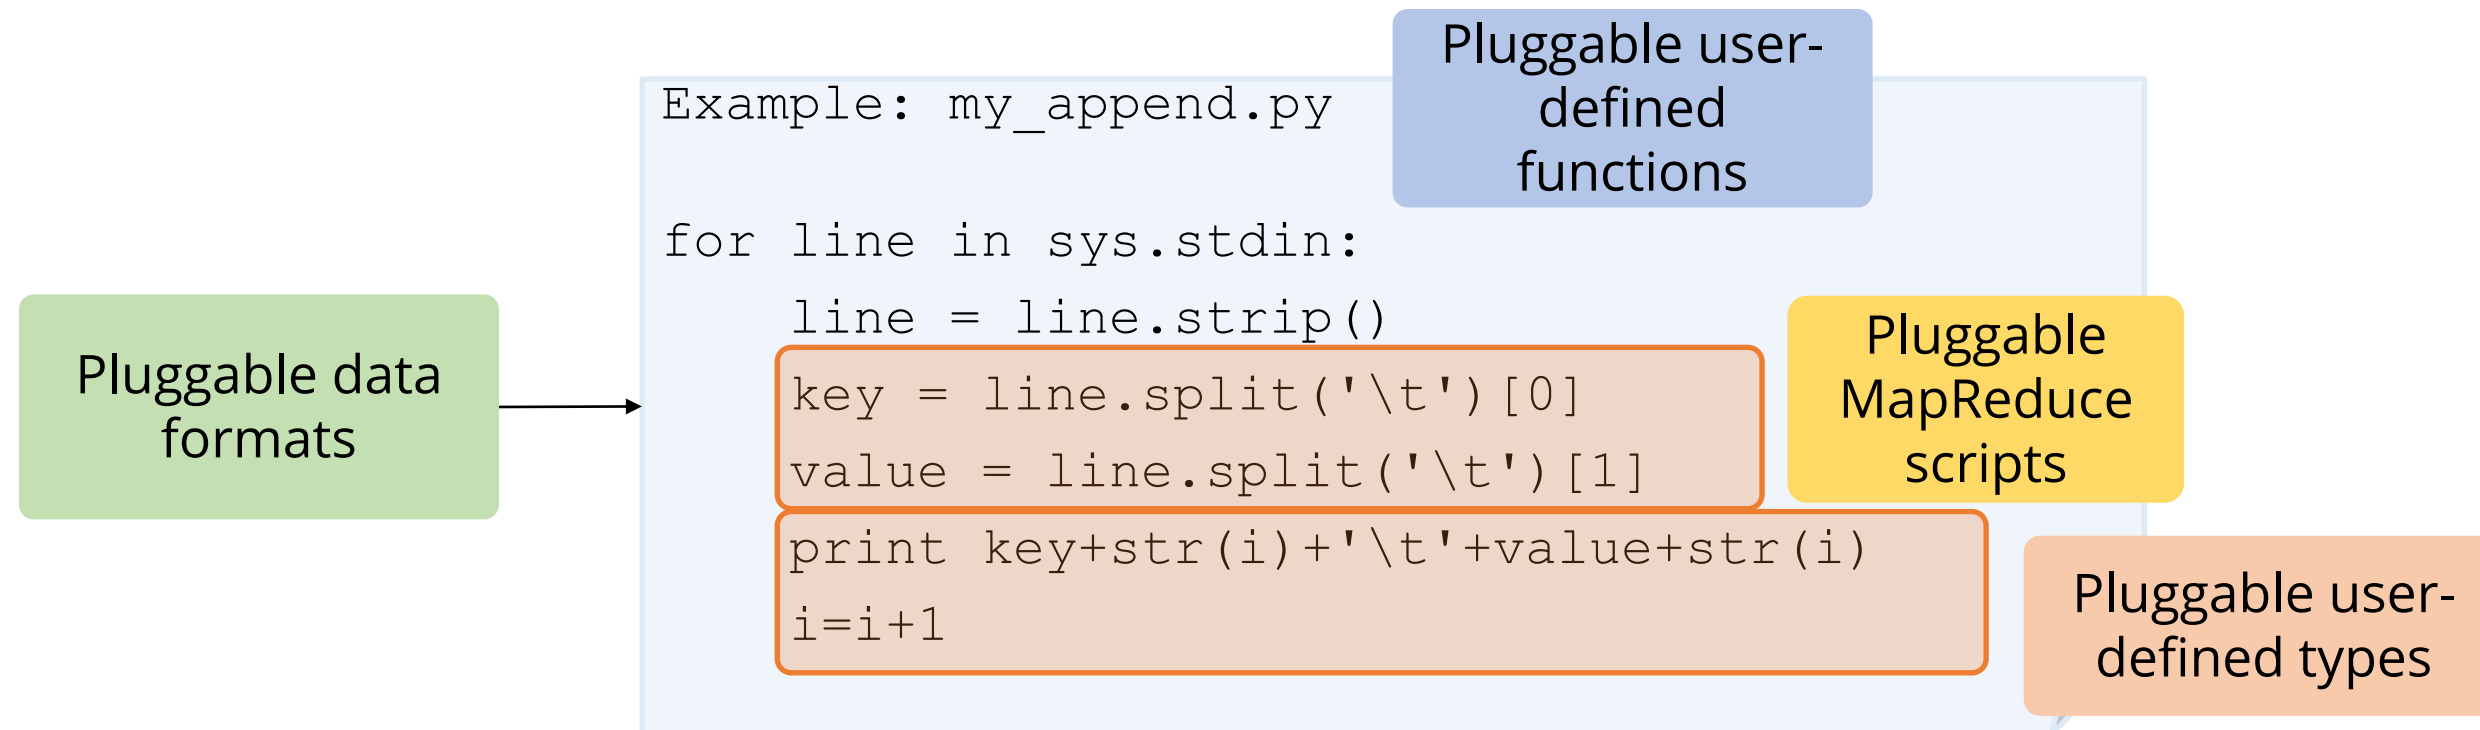 Pluggable user-
defined
functions
Example: my_append.py
for line in sys.stdin:
    line = line.strip()
    key = line.split('\t')[0]
    value = line.split('\t')[1]
    print key+str(i)+'\t'+value+str(i)
    i=i+1
Pluggable data
formats
Pluggable
MapReduce
scripts
Pluggable user-
defined types